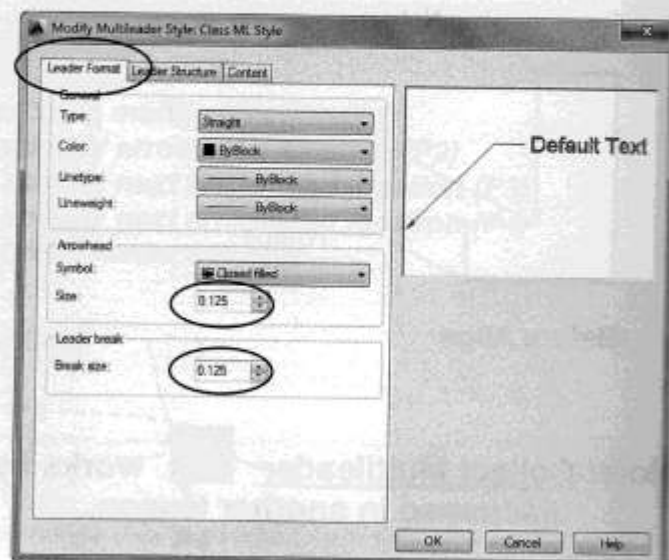 Modify Multileader Style: Class ML Style
Leader Format Leader Structure Content
General
Type: Straight
Color: ByBlock
Linetype: ByBlock
Lineweight: ByBlock
Arrowhead
Symbol: Closed filled
Size: 0.125
Leader break
Break size: 0.125
Default Text
OK Cancel Help